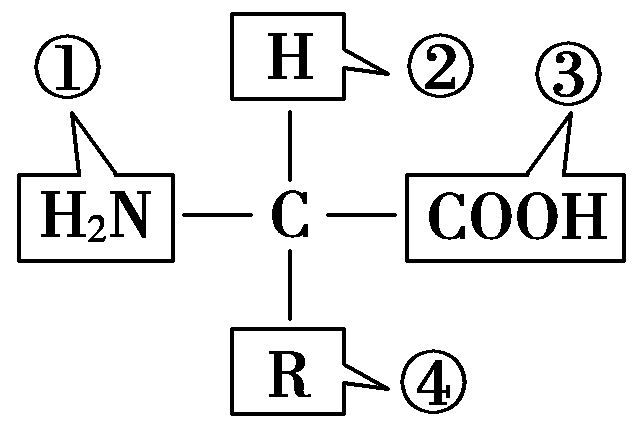 ① H ② ③
H₂N C COOH
R ④